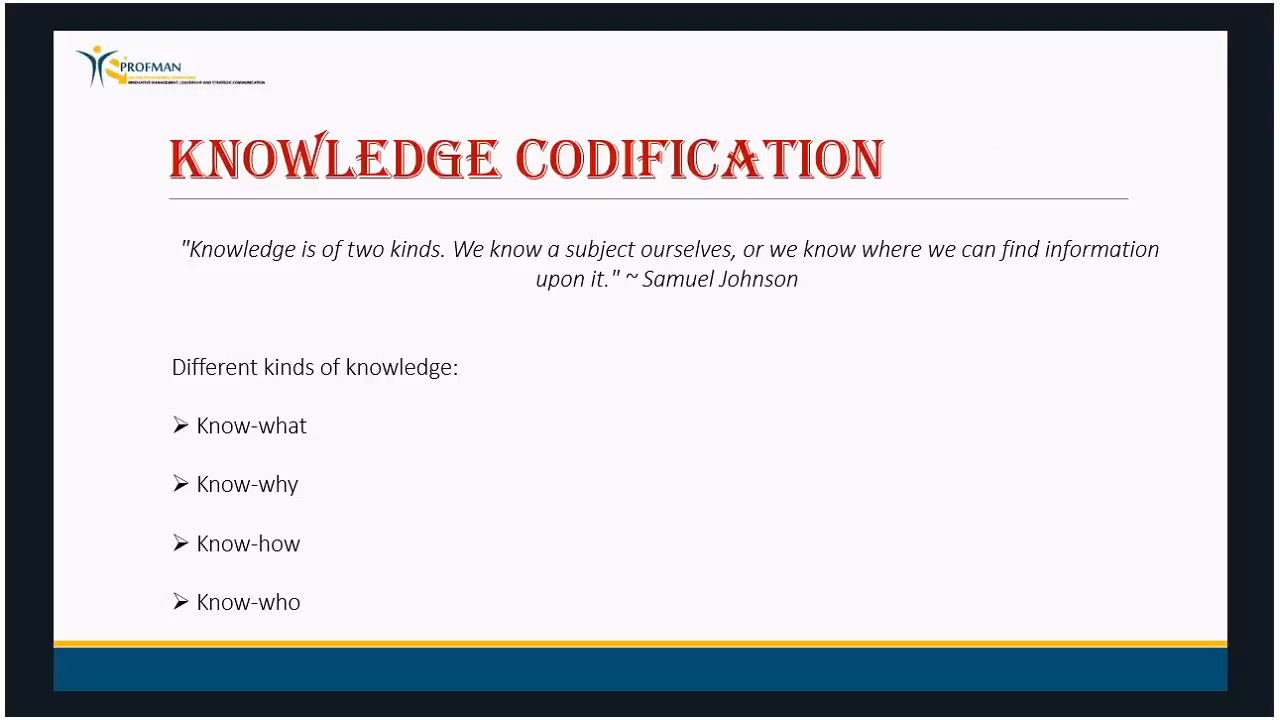 PROFMAN
INNOVATIVE MANAGEMENT, LEADERSHIP AND STRATEGIC COMMUNICATION
KNOWLEDGE CODIFICATION
"Knowledge is of two kinds. We know a subject ourselves, or we know where we can find information
upon it." ~ Samuel Johnson
Different kinds of knowledge:
➢ Know-what
➢ Know-why
➢ Know-how
➢ Know-who